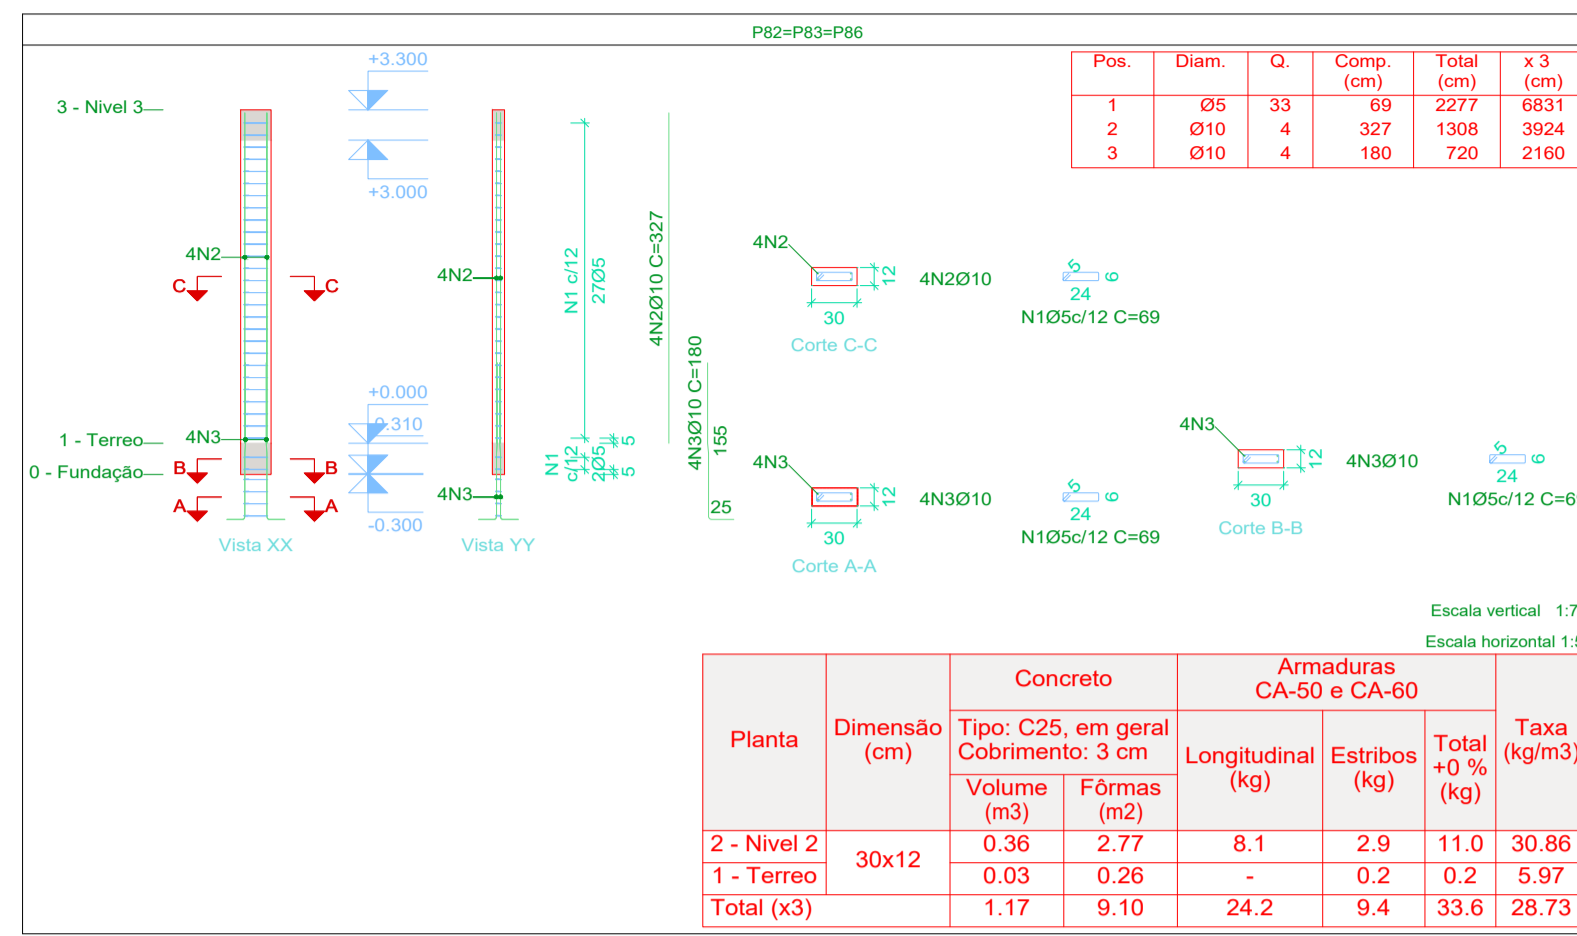 P82=P83=P86
Pos. Diam. Q. Comp. (cm) Total (cm) x 3 (cm)
1 Ø5 33 69 2277 6831
2 Ø10 4 327 1308 3924
3 Ø10 4 180 720 2160
+3.300
3 - Nivel 3
+3.000
4N2
C C
+0.000
0.310
1 - Terreo
4N3
0 - Fundação
B B
A A
-0.300
Vista XX
4N2
4N3
Vista YY
N1 c/12
27Ø5
5
N1
c/12
2Ø5
5
4N2Ø10 C=327
4N3Ø10 C=180
155
25
4N2
12
30
4N2Ø10
5
6
24
N1Ø5c/12 C=69
Corte C-C
4N3
12
30
4N3Ø10
5
6
24
N1Ø5c/12 C=69
Corte A-A
4N3
12
30
4N3Ø10
5
6
24
N1Ø5c/12 C=6
Corte B-B
Escala vertical 1:7
Escala horizontal 1:
Planta
Dimensão
(cm)
Concreto
Armaduras
CA-50 e CA-60
Taxa
(kg/m3)
Tipo: C25, em geral
Cobrimento: 3 cm
Volume
(m3)
Fôrmas
(m2)
Longitudinal
(kg)
Estribos
(kg)
Total
+0 %
(kg)
2 - Nivel 2 30x12 0.36 2.77 8.1 2.9 11.0 30.86
1 - Terreo 0.03 0.26 - 0.2 0.2 5.97
Total (x3) 1.17 9.10 24.2 9.4 33.6 28.73